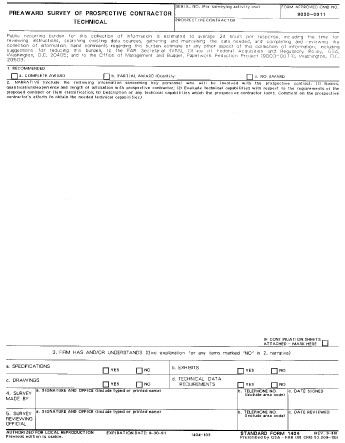 PREAWARD SURVEY OF PROSPECTIVE CONTRACTOR
TECHNICAL
SERIAL NO. (For surveying activity use)
FORM APPROVED OMB NO.
9000-0011
PROSPECTIVE CONTRACTOR
Public reporting burden for this collection of information is estimated to average 24 hours per response, including the time for
reviewing instructions, searching existing data sources, gathering and maintaining the data needed, and completing and reviewing the
collection of information. Send comments regarding this burden estimate or any other aspect of this collection of information, including
suggestions for reducing this burden, to the FAR Secretariat (VRS), Office of Federal Acquisition and Regulatory Policy, GSA,
Washington, D.C. 20405; and to the Office of Management and Budget, Paperwork Reduction Project (9000-0011), Washington, D.C.
20503.
1. RECOMMENDED
a. COMPLETE AWARD
b. PARTIAL AWARD (Quantity:
c. NO AWARD
2. NARRATIVE (Include the following information concerning key personnel who will be involved with the prospective contract: (1) Names,
qualifications/experience and length of affiliation with prospective contractor; (2) Evaluate technical capabilities with respect to the requirements of the
proposed contract or item classification; (3) Description of any technical capabilities which the prospective contractor lacks. Comment on the prospective
contractor's efforts to obtain the needed technical capabilities.)
IF CONTINUATION SHEETS
ATTACHED - MARK HERE
3. FIRM HAS AND/OR UNDERSTANDS (Give explanation for any items marked "NO" in 2. narrative)
a. SPECIFICATIONS
YES
NO
b. EXHIBITS
YES
NO
c. DRAWINGS
YES
NO
d. TECHNICAL DATA
REQUIREMENTS
YES
NO
4. SURVEY
MADE BY
a. SIGNATURE AND OFFICE (Include typed or printed name)
b. TELEPHONE NO.
(Include area code)
c. DATE SIGNED
5. SURVEY
REVIEWING
OFFICIAL
a. SIGNATURE AND OFFICE (Include typed or printed name)
b. TELEPHONE NO.
(Include area code)
c. DATE REVIEWED
AUTHORIZED FOR LOCAL REPRODUCTION
Previous edition is usable.
EXPIRATION DATE: 9-30-91
1404-103
STANDARD FORM 1404
Prescribed by GSA - FAR (48 CFR) 53.209-1(b)